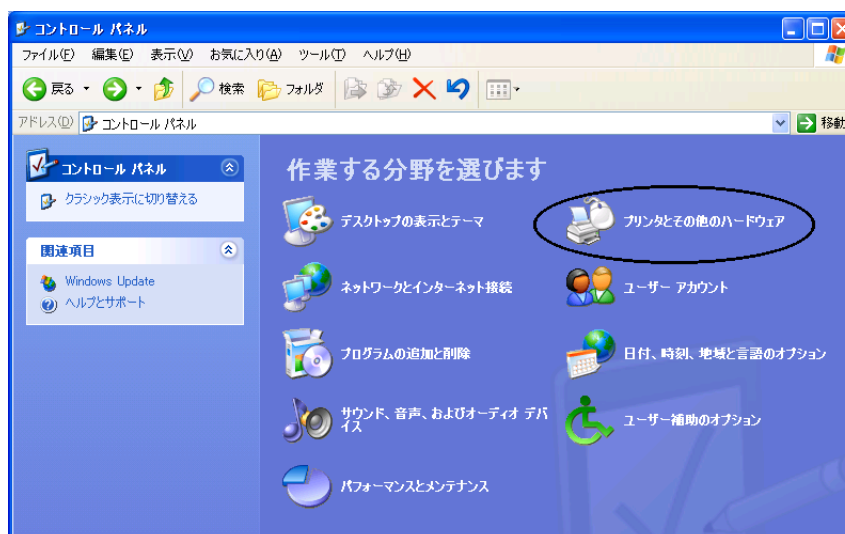 コントロール パネル
ファイル(F) 編集(E) 表示(V) お気に入り(A) ツール(T) ヘルプ(H)
戻る 検索 フォルダ
アドレス(D) コントロール パネル 移動
コントロール パネル
クラシック表示に切り替える
関連項目
Windows Update
ヘルプとサポート
作業する分野を選びます
デスクトップの表示とテーマ
プリンタとその他のハードウェア
ネットワークとインターネット接続
ユーザー アカウント
プログラムの追加と削除
日付、時刻、地域と言語のオプション
サウンド、音声、およびオーディオ デバ
イス
ユーザー補助のオプション
パフォーマンスとメンテナンス